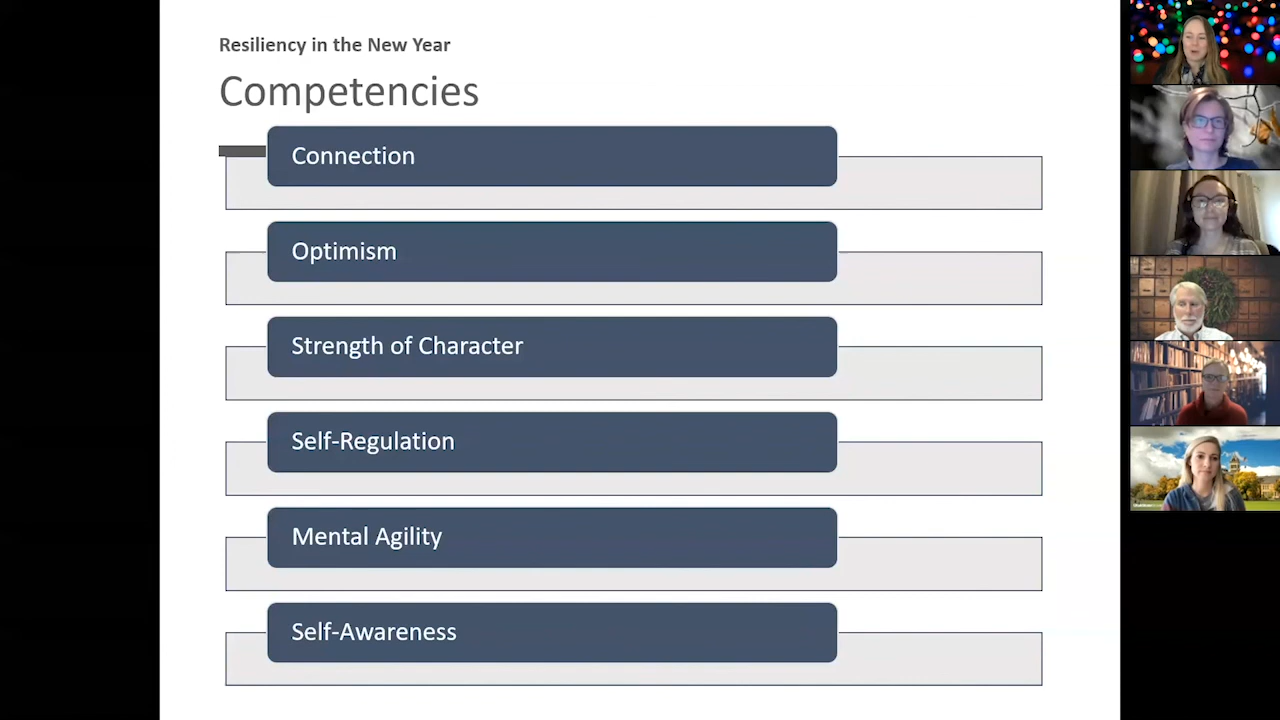 Resiliency in the New Year
Competencies
Connection
Optimism
Strength of Character
Self-Regulation
Mental Agility
Self-Awareness